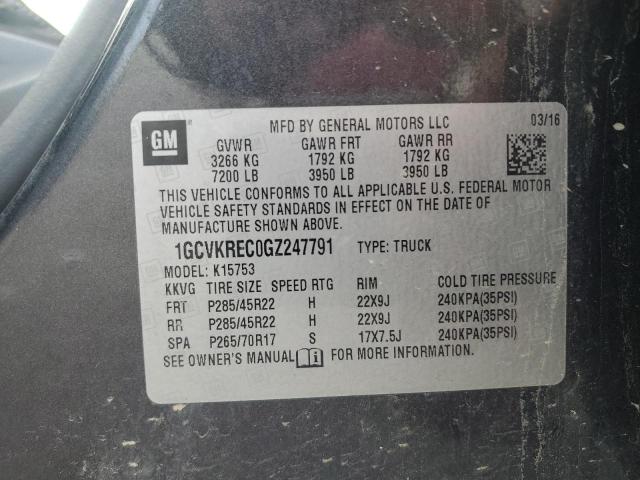 GM
MFD BY GENERAL MOTORS LLC 03/16
GVWR GAWR FRT GAWR RR
3266 KG 1792 KG 1792 KG
7200 LB 3950 LB 3950 LB
THIS VEHICLE CONFORMS TO ALL APPLICABLE U.S. FEDERAL MOTOR
VEHICLE SAFETY STANDARDS IN EFFECT ON THE DATE OF
MANUFACTURE SHOWN ABOVE.
1GCVKREC0GZ247791 TYPE: TRUCK
MODEL: K15753
KKVG TIRE SIZE SPEED RTG RIM COLD TIRE PRESSURE
FRT P285/45R22 H 22X9J 240KPA(35PSI)
RR P285/45R22 H 22X9J 240KPA(35PSI)
SPA P265/70R17 S 17X7.5J 240KPA(35PSI)
SEE OWNER'S MANUAL FOR MORE INFORMATION.